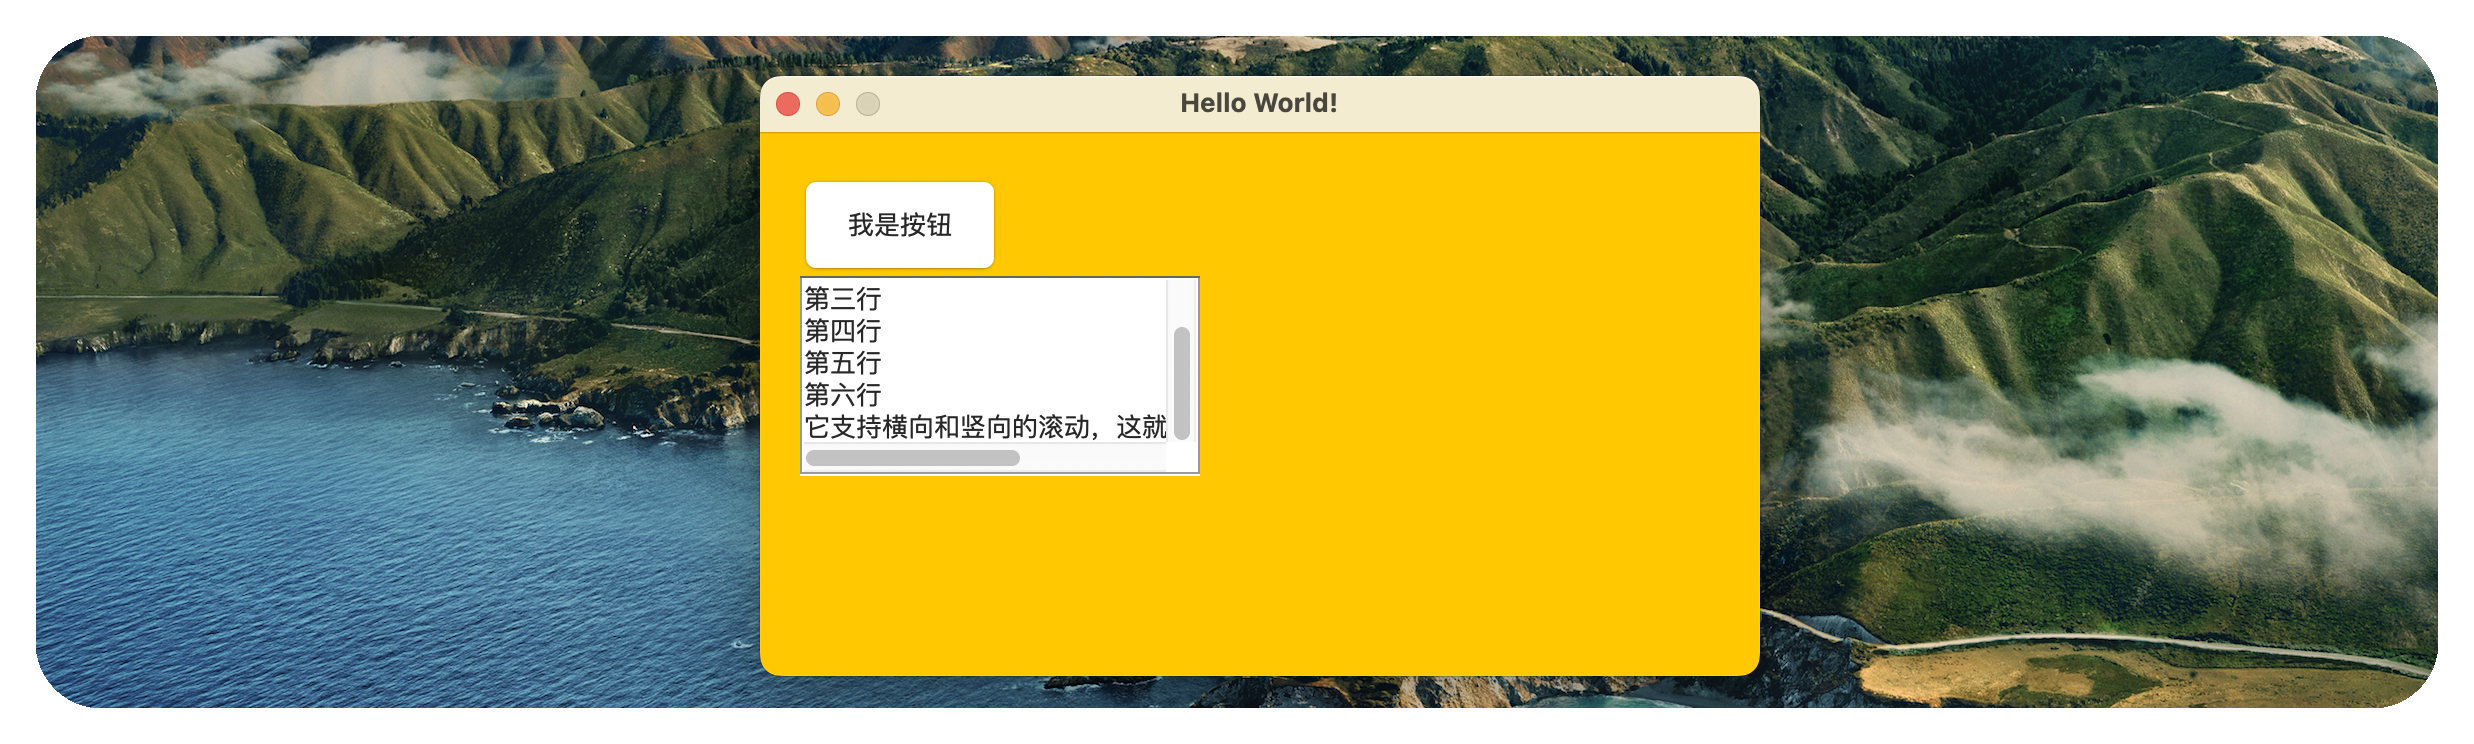 Hello World!
我是按钮
第三行
第四行
第五行
第六行
它支持横向和竖向的滚动，这就